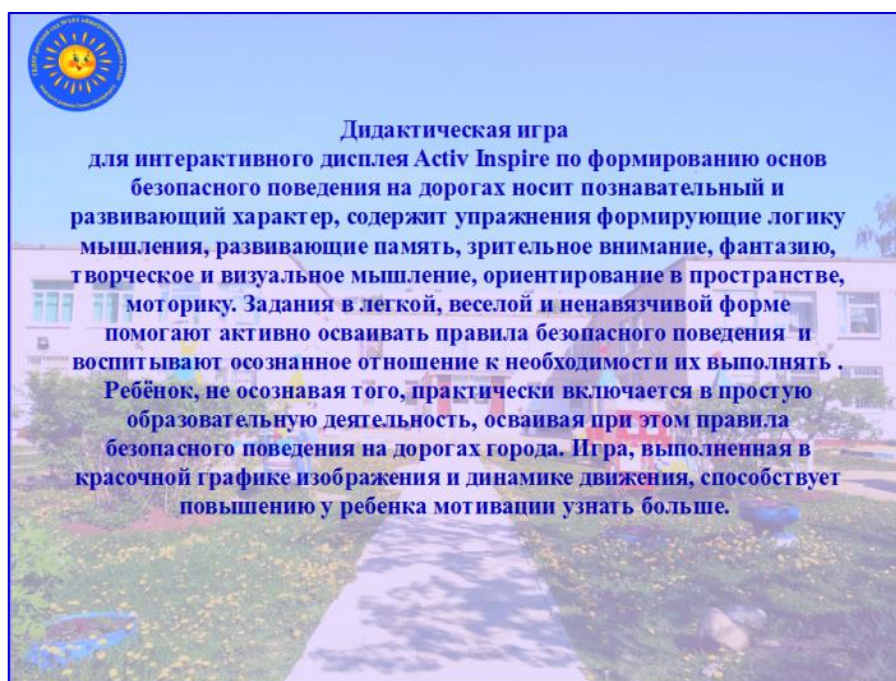 Дидактическая игра
для интерактивного дисплея Activ Inspire по формированию основ
безопасного поведения на дорогах носит познавательный и
развивающий характер, содержит упражнения формирующие логику
мышления, развивающие память, зрительное внимание, фантазию,
творческое и визуальное мышление, ориентирование в пространстве,
моторику. Задания в легкой, веселой и ненавязчивой форме
помогают активно осваивать правила безопасного поведения и
воспитывают осознанное отношение к необходимости их выполнять .
Ребёнок, не осознавая того, практически включается в простую
образовательную деятельность, осваивая при этом правила
безопасного поведения на дорогах города. Игра, выполненная в
красочной графике изображения и динамике движения, способствует
повышению у ребенка мотивации узнать больше.